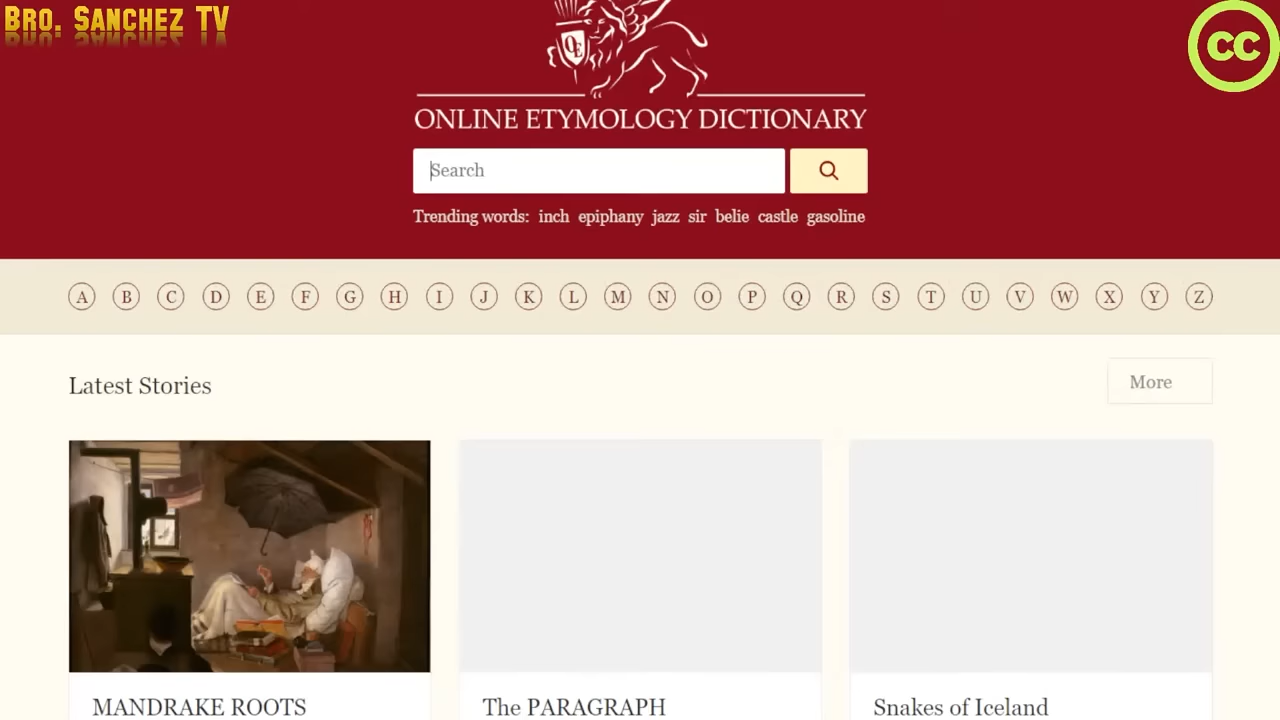 BRO. SANCHEZ TV
CC
OE
ONLINE ETYMOLOGY DICTIONARY
Search
Trending words: inch epiphany jazz sir belie castle gasoline
A B C D E F G H I J K L M N O P Q R S T U V W X Y Z
Latest Stories
More
MANDRAKE ROOTS
The PARAGRAPH
Snakes of Iceland